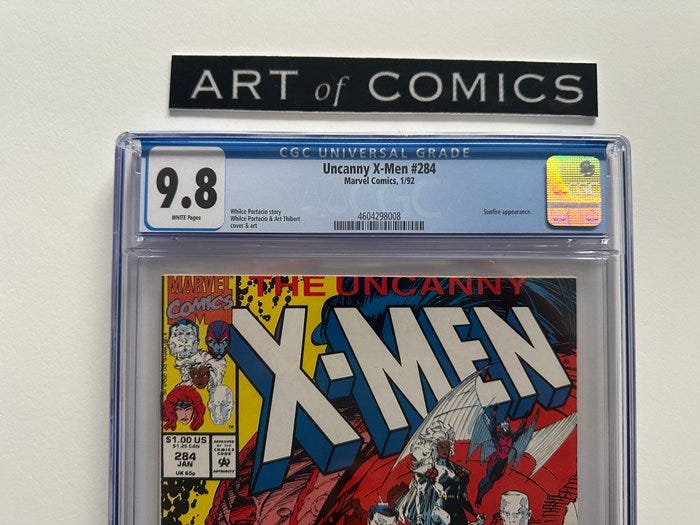 ART of COMICS
CGC UNIVERSAL GRADE
9.8
WHITE Pages
Uncanny X-Men #284
Marvel Comics, 1/92
Whilce Portacio story
Whilce Portacio & Art Thibert
cover & art
4604298008
Sunfire appearance.
CGC
MARVEL
COMICS
THE UNCANNY
X-MEN
TM
$1.00 US
$1.25 CAN
284
JAN
UK 65p
APPROVED
BY THE
COMICS
CODE
AUTHORITY